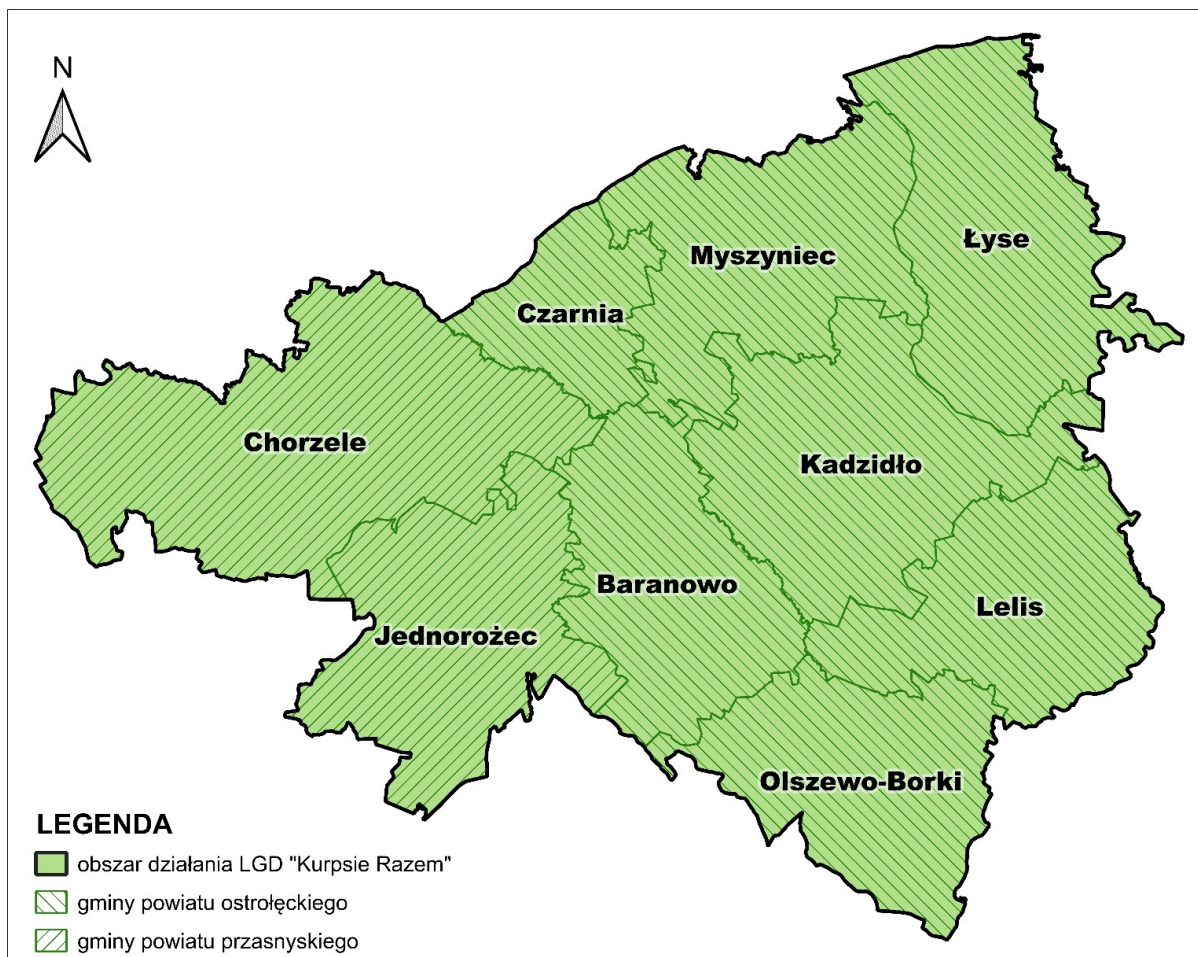 N
Łyse
Myszyniec
Czarnia
Chorzele
Kadzidło
Baranowo
Lelis
Jednorożec
Olszewo-Borki
LEGENDA
obszar działania LGD "Kurpsie Razem"
gminy powiatu ostrołęckiego
gminy powiatu przasnyskiego